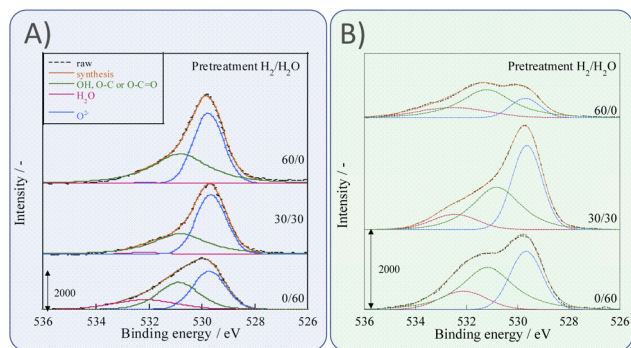 A)
Pretreatment H₂/H₂O
raw
synthesis
OH, O-C or O-C=O
H₂O
O²⁻
60/0
30/30
2000
0/60
Intensity / -
536 534 532 530 528 526
Binding energy / eV
B)
Pretreatment H₂/H₂O
60/0
30/30
2000
0/60
Intensity / -
536 534 532 530 528 526
Binding energy / eV